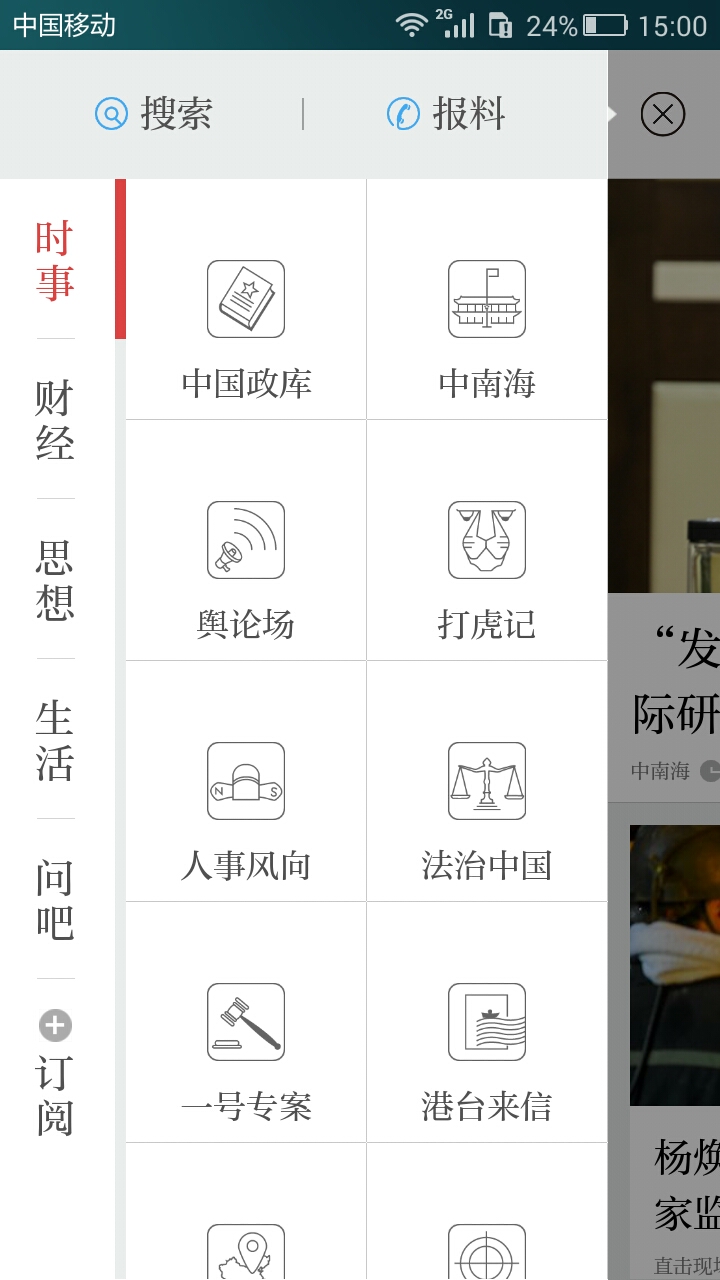 中国移动
2G
24%
15:00
搜索
报料
时事
财经
思想
生活
问吧
订阅
中国政库
中南海
舆论场
打虎记
N S
人事风向
法治中国
一号专案
港台来信
“发
际研
中南海
杨焕
家监
直击现场